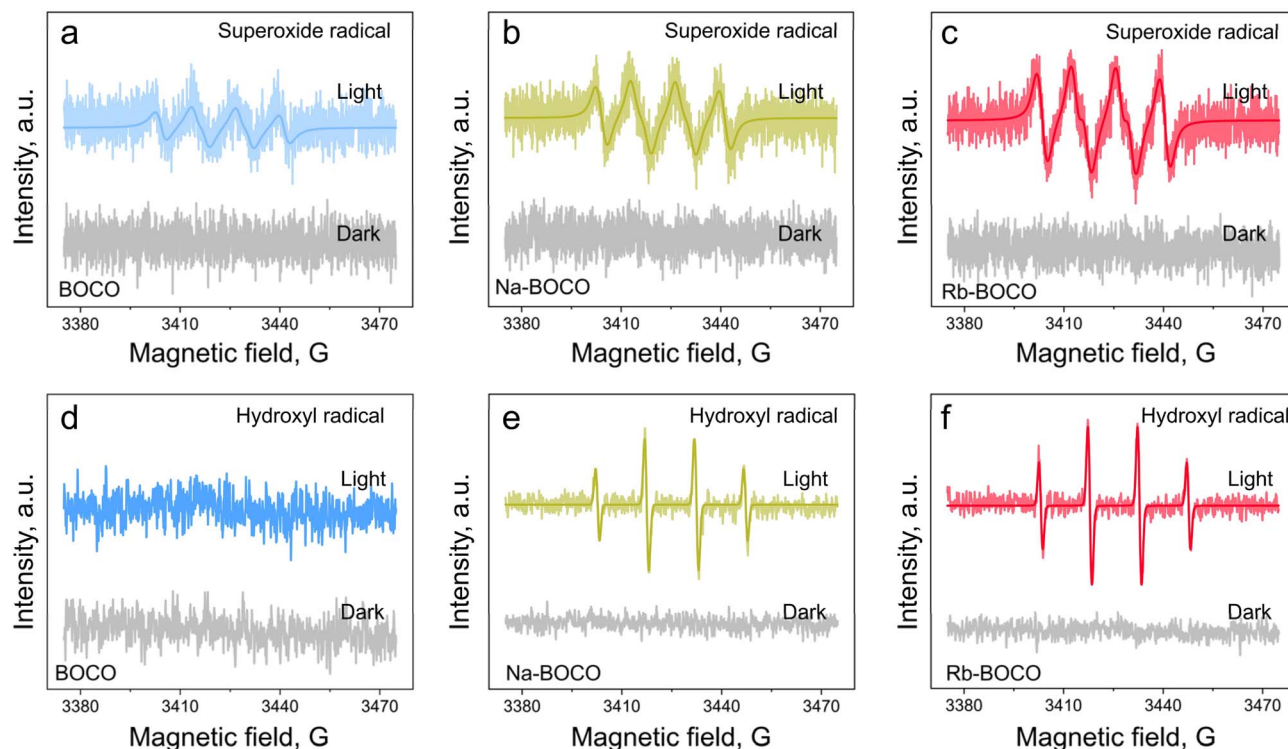 a
Superoxide radical
Light
Dark
BOCO
Intensity, a.u.
3380 3410 3440 3470
Magnetic field, G
b
Superoxide radical
Light
Dark
Na-BOCO
Intensity, a.u.
3380 3410 3440 3470
Magnetic field, G
c
Superoxide radical
Light
Dark
Rb-BOCO
Intensity, a.u.
3380 3410 3440 3470
Magnetic field, G
d
Hydroxyl radical
Light
Dark
BOCO
Intensity, a.u.
3380 3410 3440 3470
Magnetic field, G
e
Hydroxyl radical
Light
Dark
Na-BOCO
Intensity, a.u.
3380 3410 3440 3470
Magnetic field, G
f
Hydroxyl radical
Light
Dark
Rb-BOCO
Intensity, a.u.
3380 3410 3440 3470
Magnetic field, G